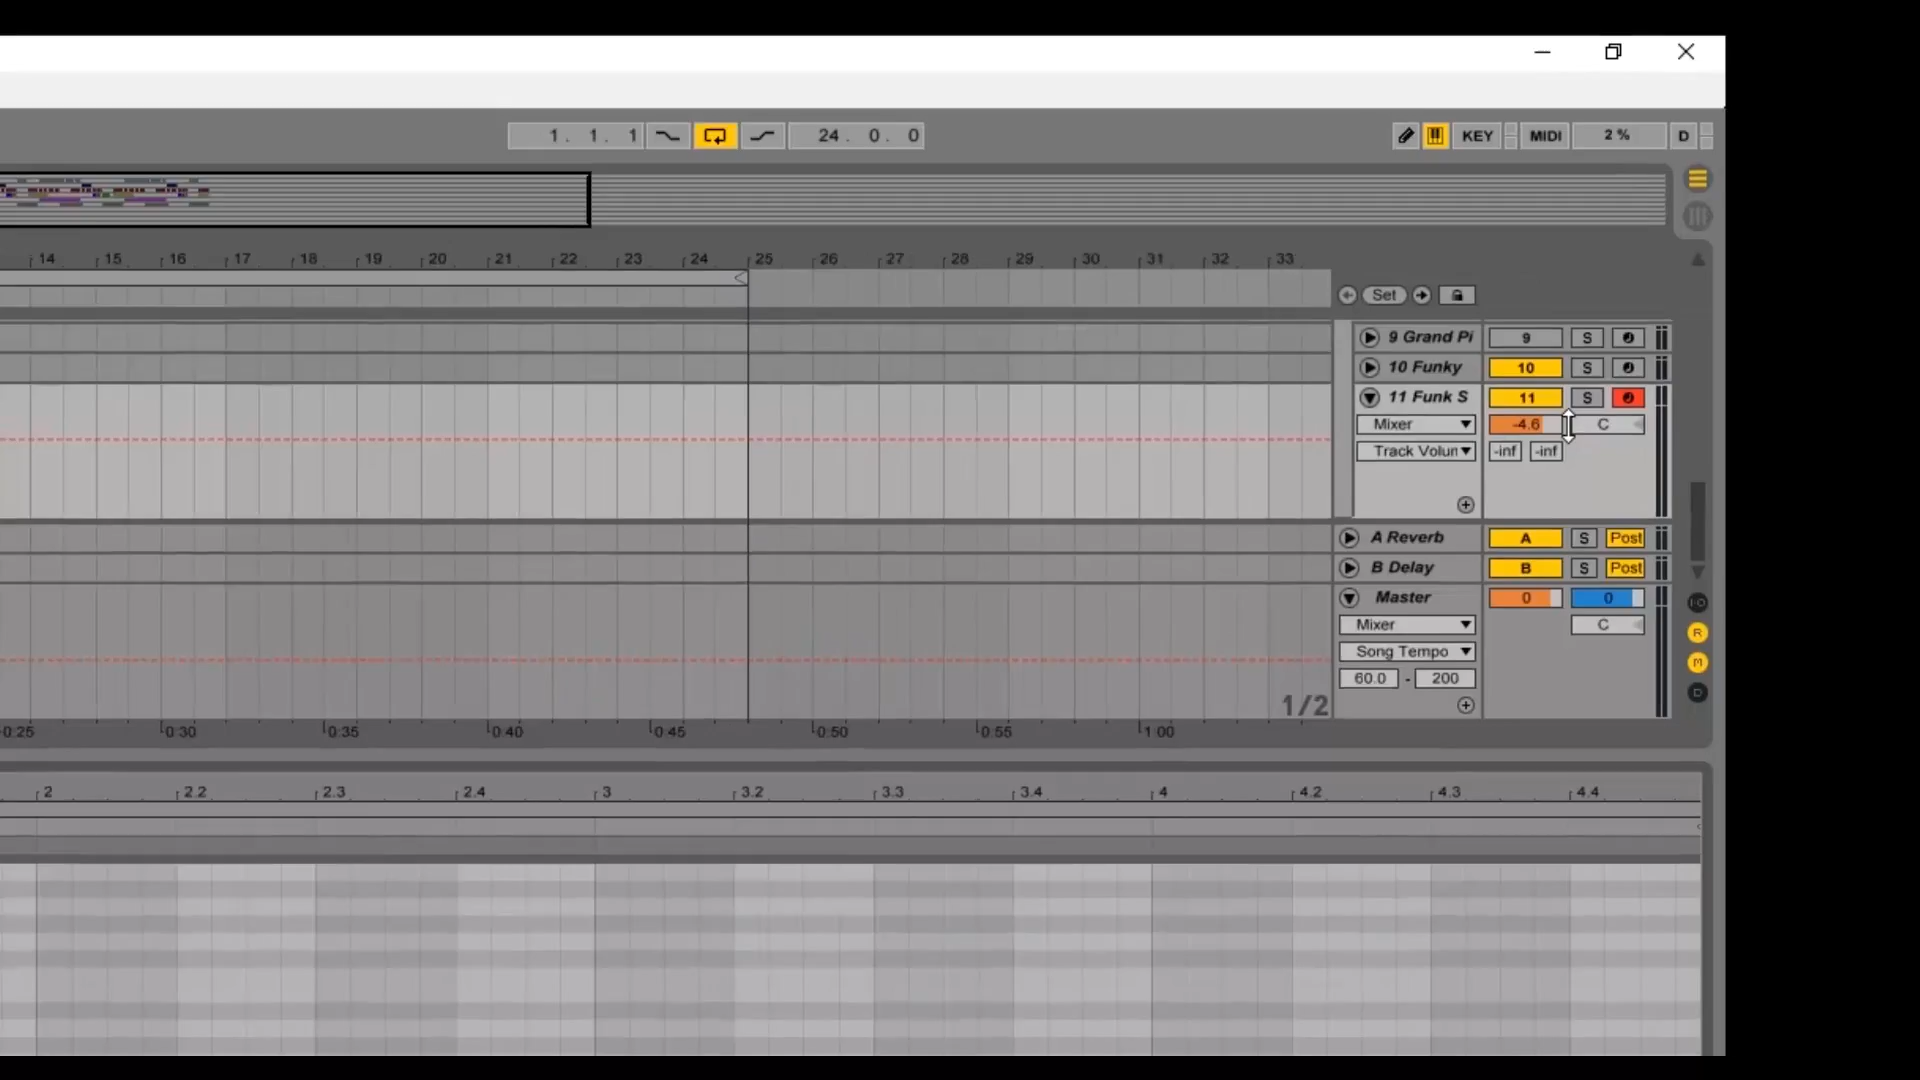 1. 1. 1 24. 0. 0 KEY MIDI 2 % D
14 15 16 17 18 19 20 21 22 23 24 25 26 27 28 29 30 31 32 33
Set
9 Grand Pi 9 S
10 Funky 10 S
11 Funk S 11 S
Mixer -4.6 C
Track Volun -inf -inf
A Reverb A S Post
B Delay B S Post
Master 0 0
Mixer C
Song Tempo
60.0 - 200
1/2
0:25 0:30 0:35 0:40 0:45 0:50 0:55 1:00
I·O
R
M
D
2 2.2 2.3 2.4 3 3.2 3.3 3.4 4 4.2 4.3 4.4